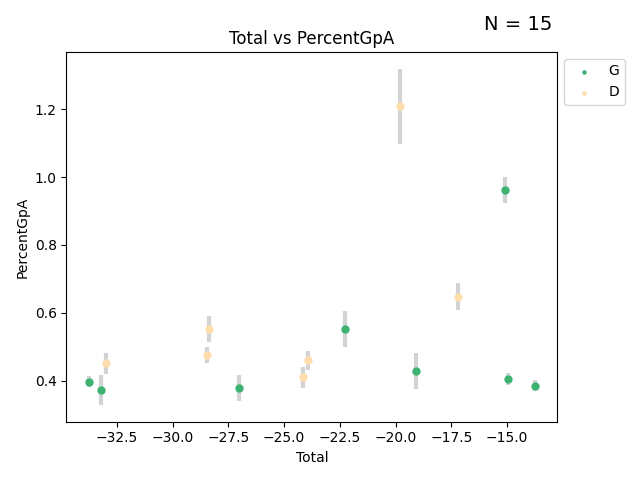 N = 15
Total vs PercentGpA
G
D
PercentGpA
1.2
1.0
0.8
0.6
0.4
−32.5 −30.0 −27.5 −25.0 −22.5 −20.0 −17.5 −15.0
Total